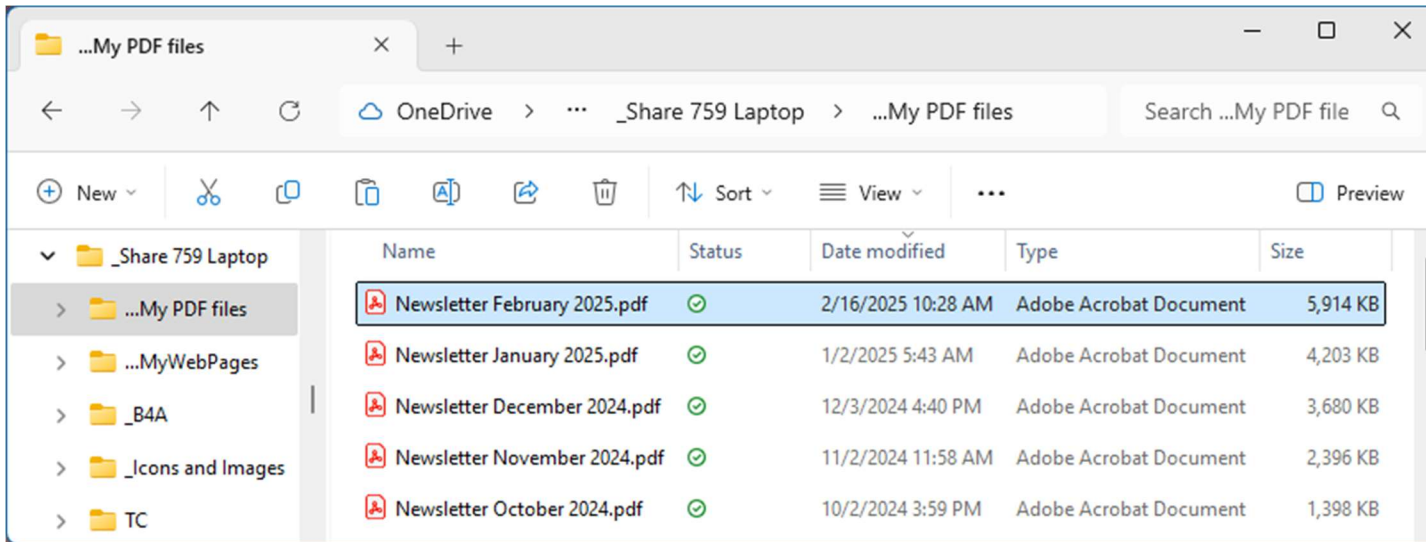 ...My PDF files
OneDrive > ... _Share 759 Laptop > ...My PDF files
Search ...My PDF file
New Sort View ... Preview
_Share 759 Laptop
...My PDF files
...MyWebPages
_B4A
_Icons and Images
TC
Name Status Date modified Type Size
Newsletter February 2025.pdf 2/16/2025 10:28 AM Adobe Acrobat Document 5,914 KB
Newsletter January 2025.pdf 1/2/2025 5:43 AM Adobe Acrobat Document 4,203 KB
Newsletter December 2024.pdf 12/3/2024 4:40 PM Adobe Acrobat Document 3,680 KB
Newsletter November 2024.pdf 11/2/2024 11:58 AM Adobe Acrobat Document 2,396 KB
Newsletter October 2024.pdf 10/2/2024 3:59 PM Adobe Acrobat Document 1,398 KB